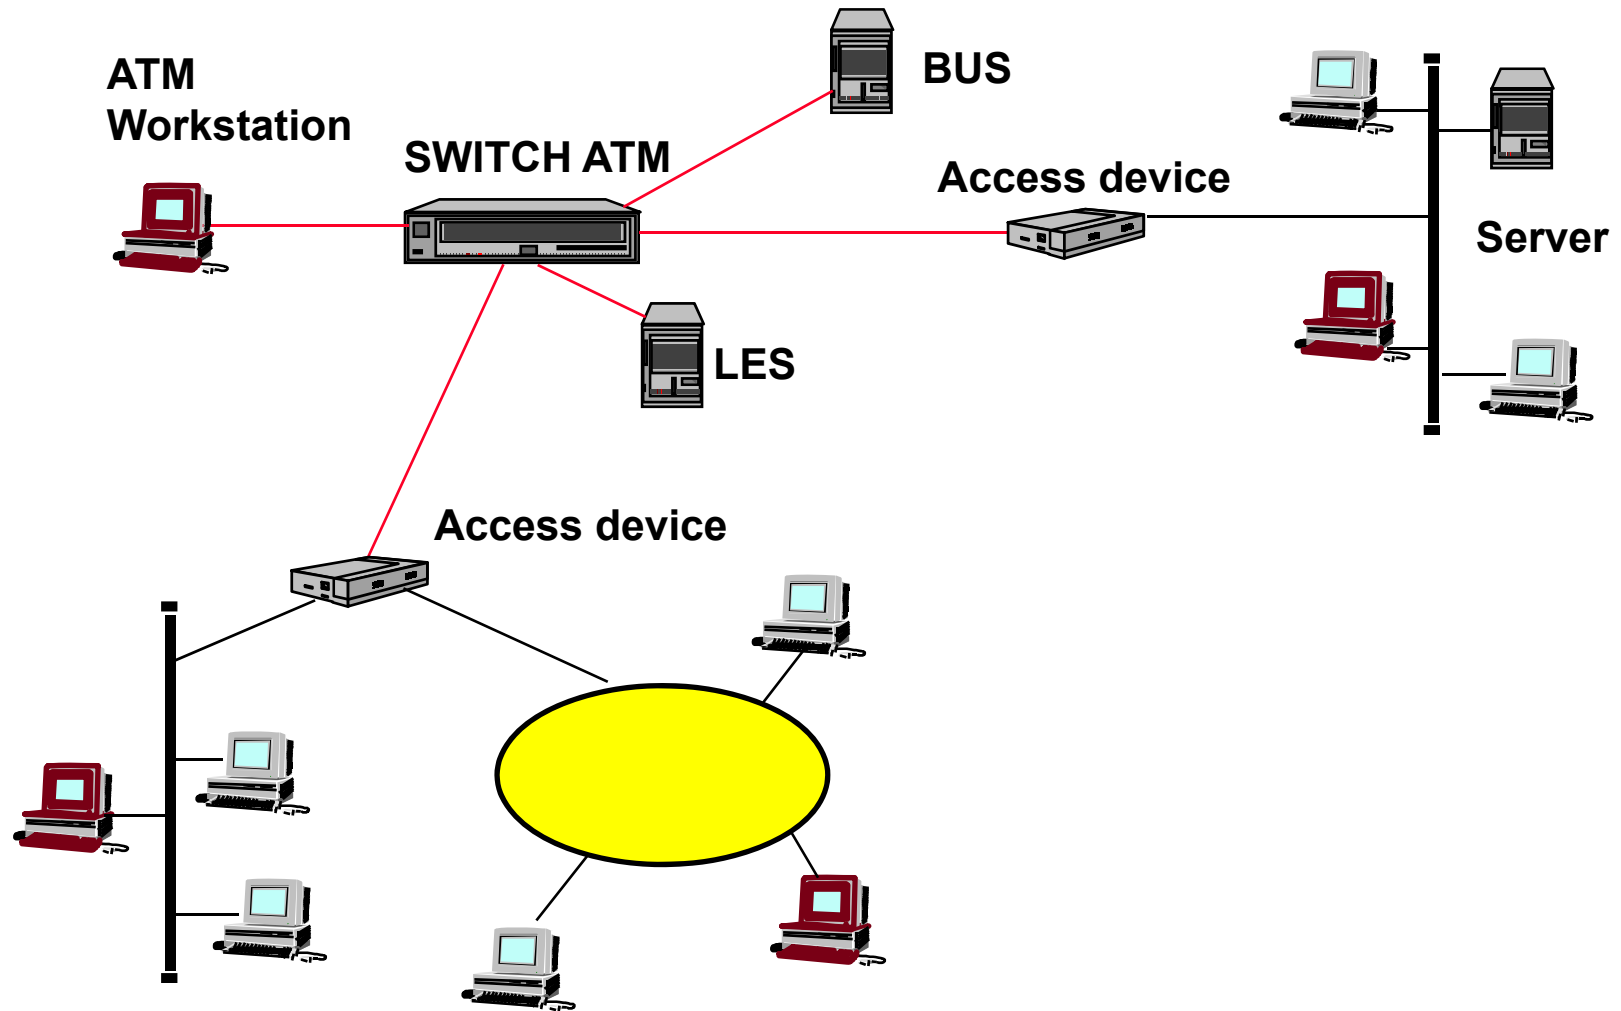 ATM
Workstation
SWITCH ATM
BUS
Access device
Server
LES
Access device